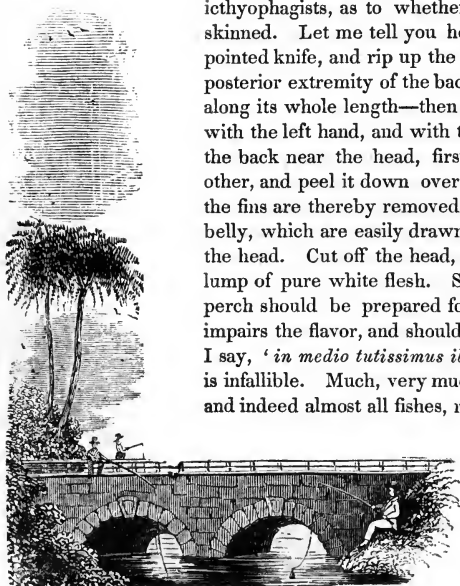 icthyophagists, as to whether
skinned. Let me tell you
pointed knife, and rip up the
posterior extremity of the
along its whole length—then
with the left hand, and with
the back near the head,
other, and peel it down over
the fins are thereby removed
belly, which are easily drawn
the head. Cut off the head,
lump of pure white flesh.
perch should be prepared
impairs the flavor, and should
I say, ‘ in medio tutissimus
is infallible. Much, very
and indeed almost all fishes,